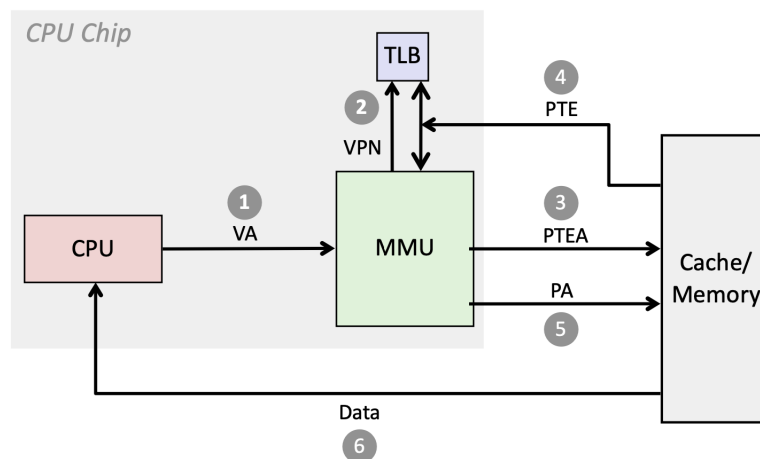 CPU Chip
TLB
4
PTE
2
VPN
1
VA
3
PTEA
CPU
MMU
Cache/
Memory
PA
5
Data
6